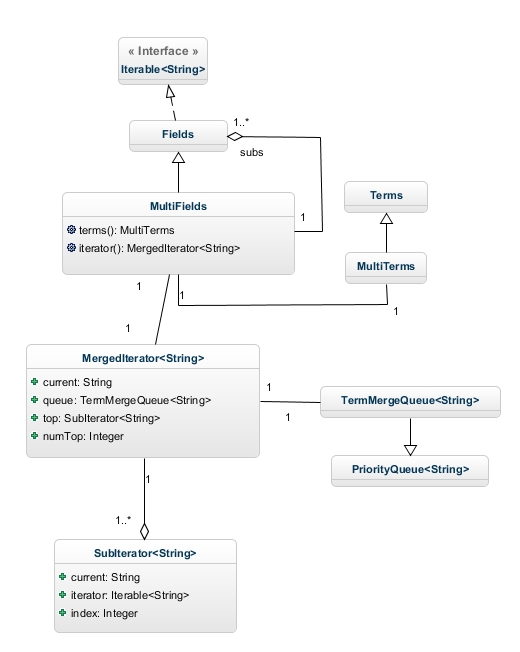 « Interface »
Iterable<String>
Fields
1..*
subs
MultiFields
terms(): MultiTerms
iterator(): MergedIterator<String>
1
Terms
MultiTerms
1
1
1
1
MergedIterator<String>
current: String
queue: TermMergeQueue<String>
top: SubIterator<String>
numTop: Integer
1
1
TermMergeQueue<String>
PriorityQueue<String>
1
1..*
SubIterator<String>
current: String
iterator: Iterable<String>
index: Integer